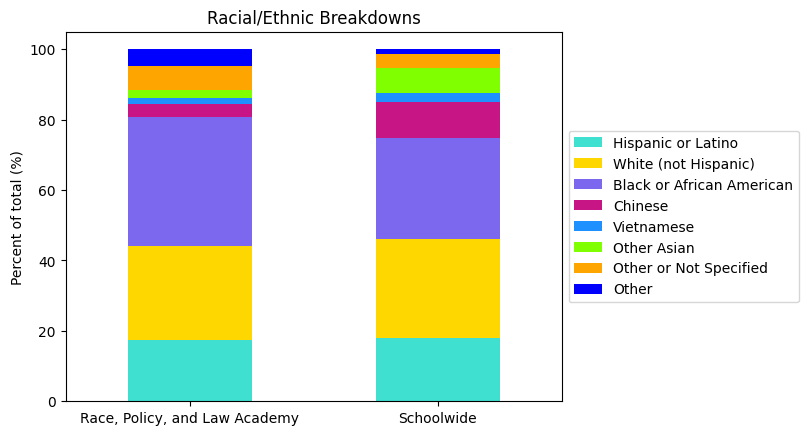 Racial/Ethnic Breakdowns
Percent of total (%)
100
80
60
40
20
0
Race, Policy, and Law Academy
Schoolwide
Hispanic or Latino
White (not Hispanic)
Black or African American
Chinese
Vietnamese
Other Asian
Other or Not Specified
Other